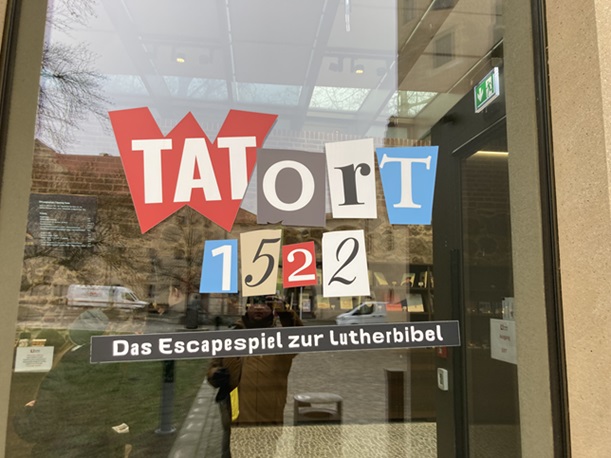 TATorT
1522
Das Escapespiel zur Lutherbibel